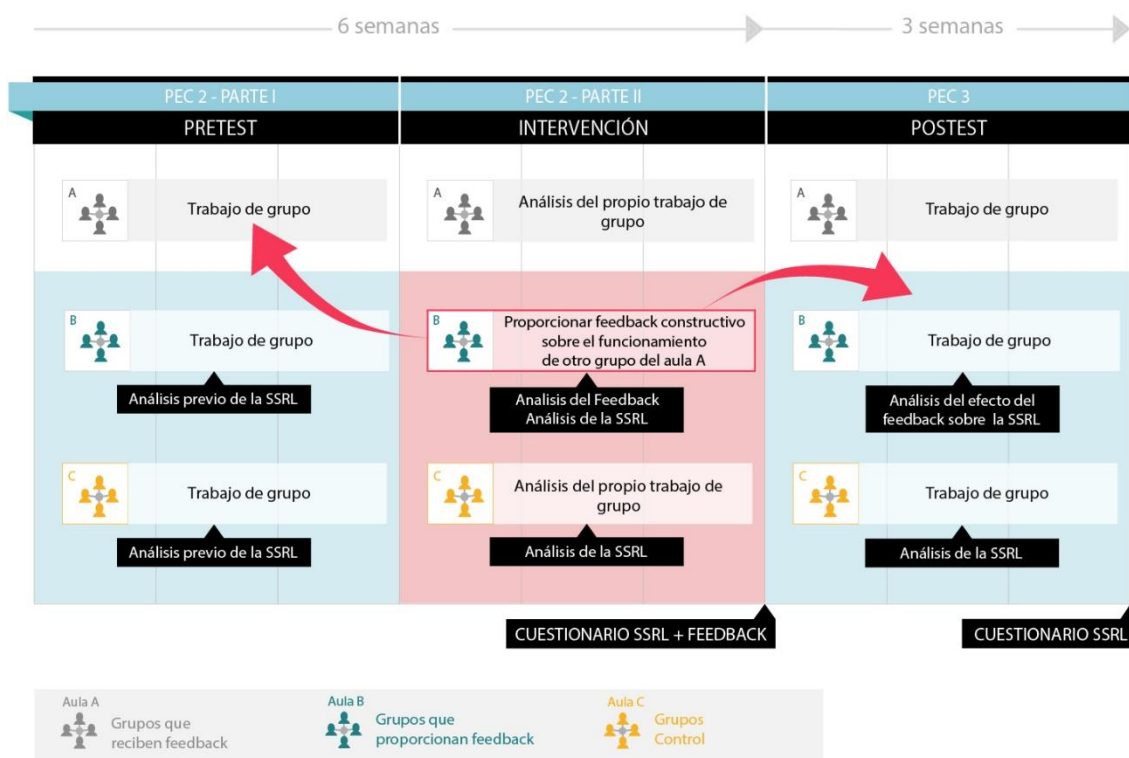 6 semanas
3 semanas
PEC 2 - PARTE I
PEC 2 - PARTE II
PEC 3
PRETEST
INTERVENCIÓN
POSTEST
A
Trabajo de grupo
A
Análisis del propio trabajo de
grupo
A
Trabajo de grupo
B
Trabajo de grupo
Análisis previo de la SSRL
B
Proporcionar feedback constructivo
sobre el funcionamiento
de otro grupo del aula A
Analisis del Feedback
Análisis de la SSRL
B
Trabajo de grupo
Análisis del efecto del
feedback sobre la SSRL
C
Trabajo de grupo
Análisis previo de la SSRL
C
Análisis del propio trabajo de
grupo
Análisis de la SSRL
C
Trabajo de grupo
Análisis de la SSRL
CUESTIONARIO SSRL + FEEDBACK
CUESTIONARIO SSRL
Aula A
Grupos que
reciben feedback
Aula B
Grupos que
proporcionan feedback
Aula C
Grupos
Control